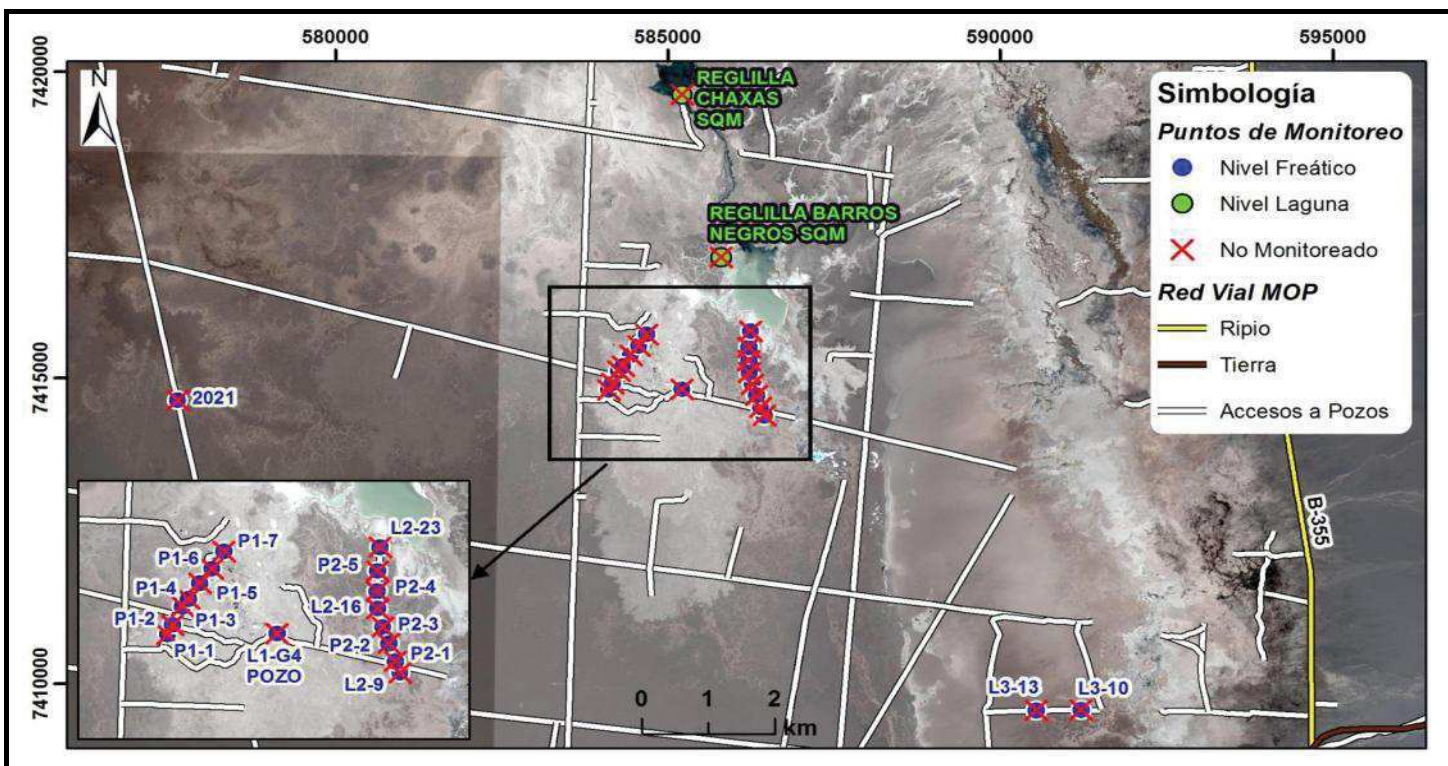 580000
585000
590000
595000
7420000
7415000
7410000
N
REGLILLA
CHAXAS
SQM
REGLILLA BARROS
NEGROS SQM
2021
L3-13
L3-10
B-355
0 1 2
km
Simbología
Puntos de Monitoreo
Nivel Freático
Nivel Laguna
No Monitoreado
Red Vial MOP
Ripio
Tierra
Accesos a Pozos
P1-7
P1-6
P1-5
P1-4
P1-3
P1-2
P1-1
L1-G4
POZO
L2-23
P2-5
P2-4
L2-16
P2-3
P2-2
P2-1
L2-9